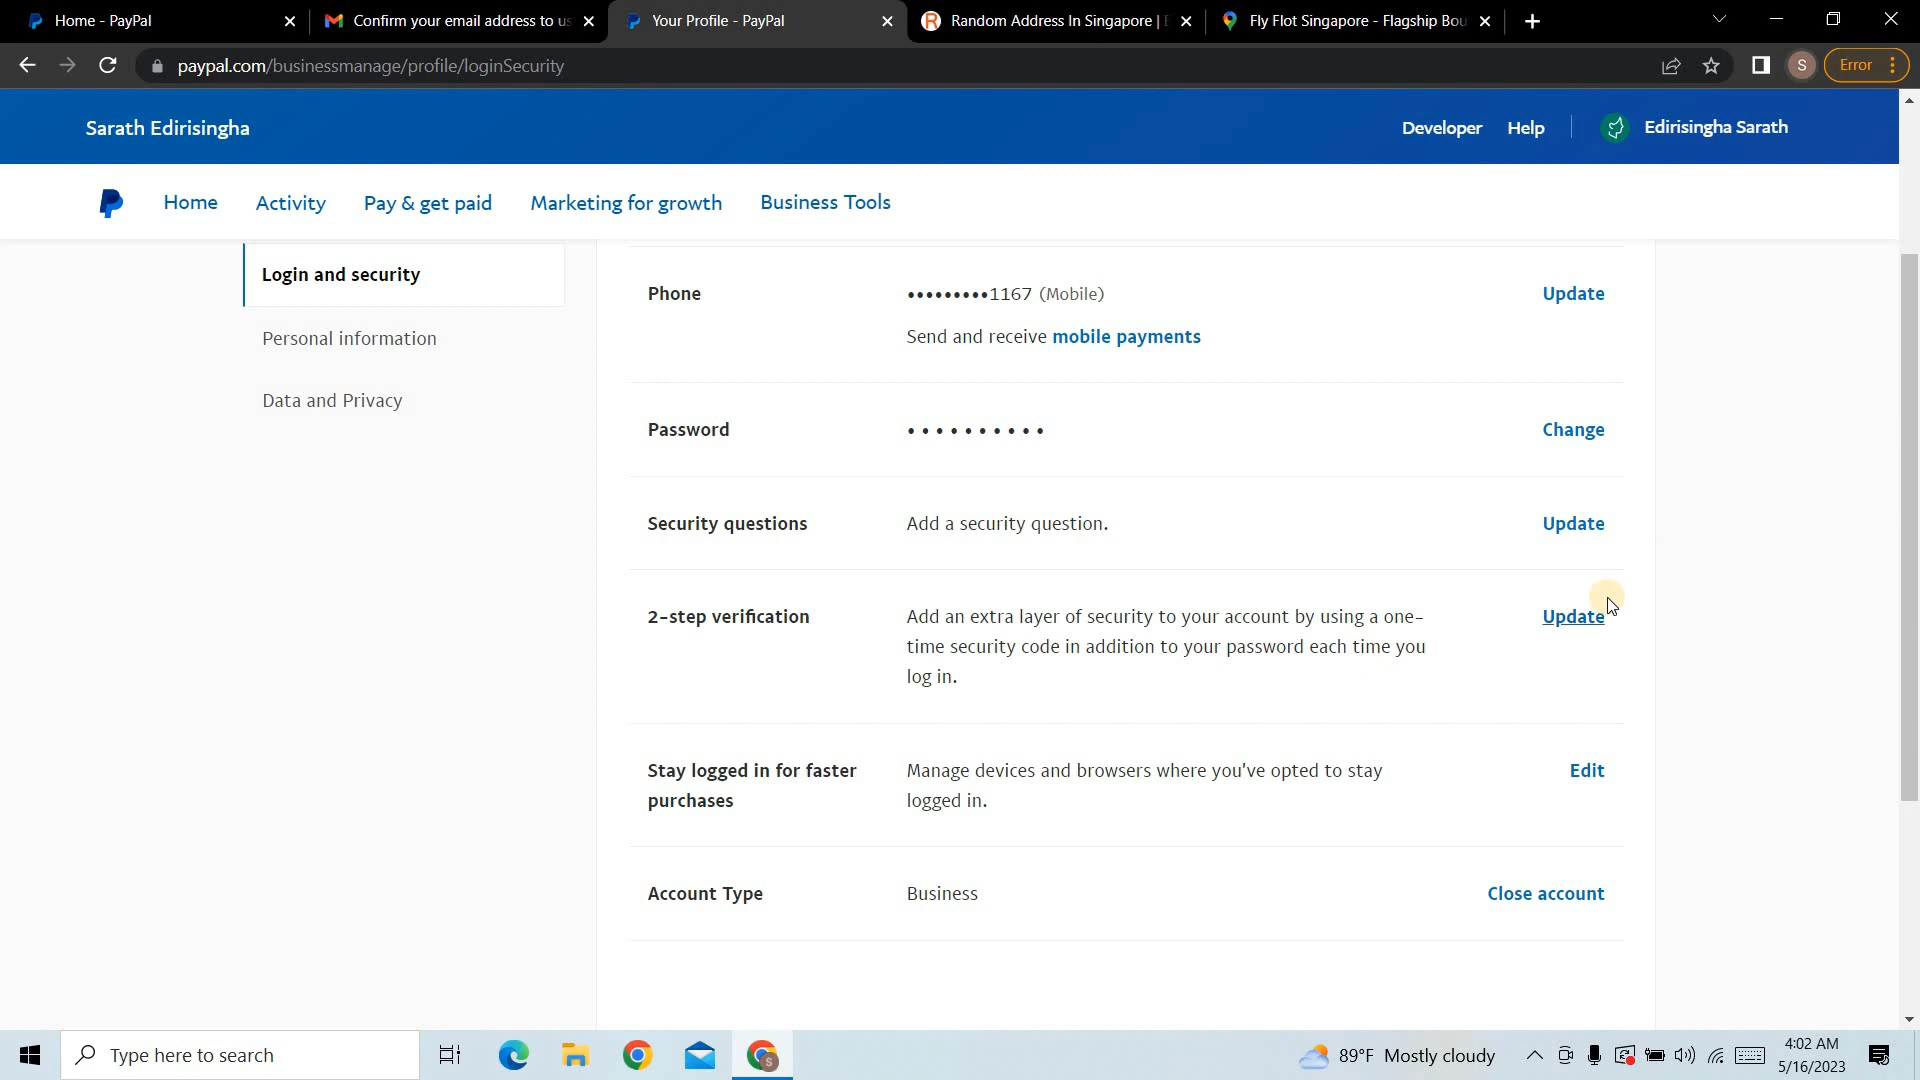 Home - PayPal
Confirm your email address to us
Your Profile - PayPal
Random Address In Singapore |
Fly Flot Singapore - Flagship Bou
paypal.com/businessmanage/profile/loginSecurity
S
Error
Sarath Edirisingha
Developer
Help
Edirisingha Sarath
Home
Activity
Pay & get paid
Marketing for growth
Business Tools
Login and security
Personal information
Data and Privacy
Phone
•••••••••1167 (Mobile)
Update
Send and receive mobile payments
Password
••••••••••
Change
Security questions
Add a security question.
Update
2-step verification
Add an extra layer of security to your account by using a one-
time security code in addition to your password each time you
log in.
Update
Stay logged in for faster
purchases
Manage devices and browsers where you've opted to stay
logged in.
Edit
Account Type
Business
Close account
Type here to search
89°F Mostly cloudy
4:02 AM
5/16/2023